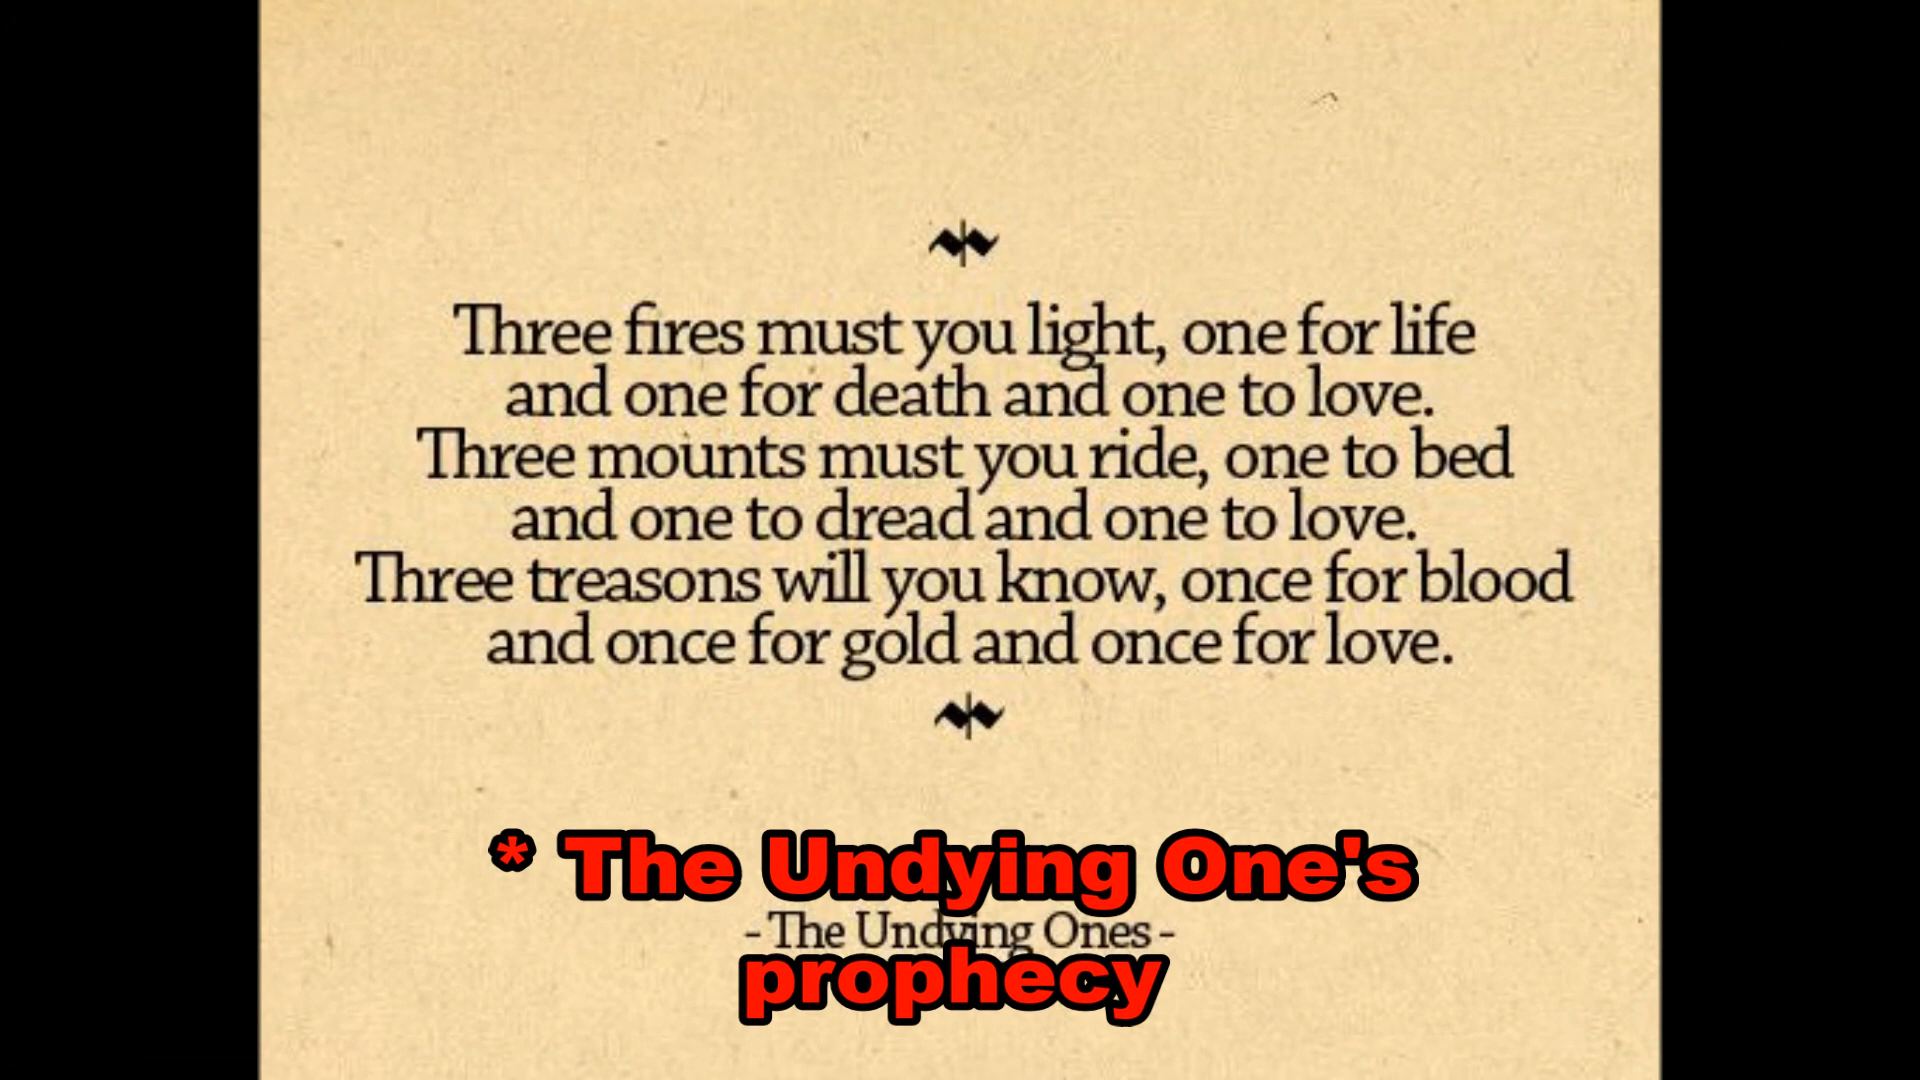 Three fires must you light, one for life
and one for death and one to love.
Three mounts must you ride, one to bed
and one to dread and one to love.
Three treasons will you know, once for blood
and once for gold and once for love.
* The Undying One's
- The Undying Ones -
prophecy